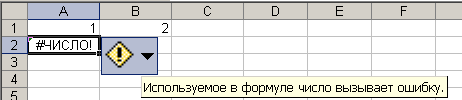 A B C D E F
1 1 2
2 #ЧИСЛО!
3
4 Используемое в формуле число вызывает ошибку.
5